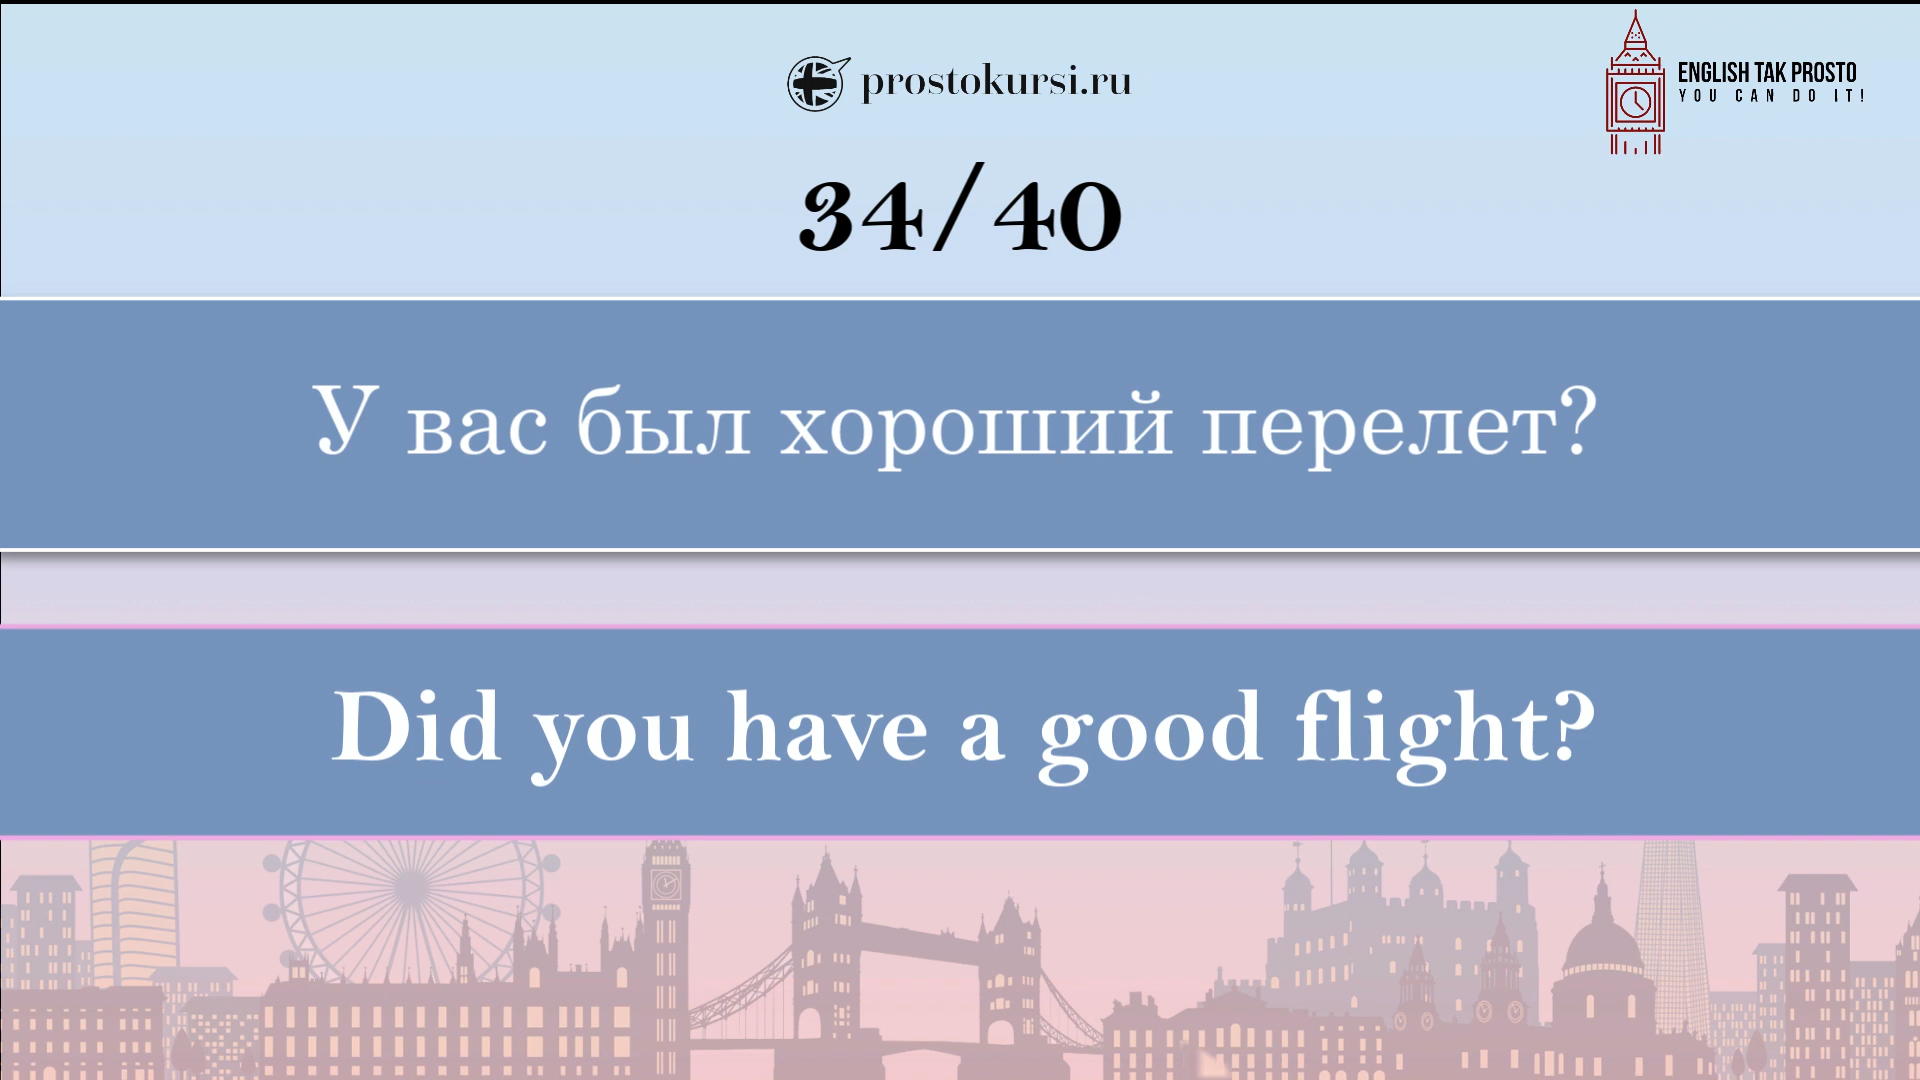 prostokursi.ru
ENGLISH TAK PROSTO
YOU CAN DO IT!
34/40
У вас был хороший перелет?
Did you have a good flight?